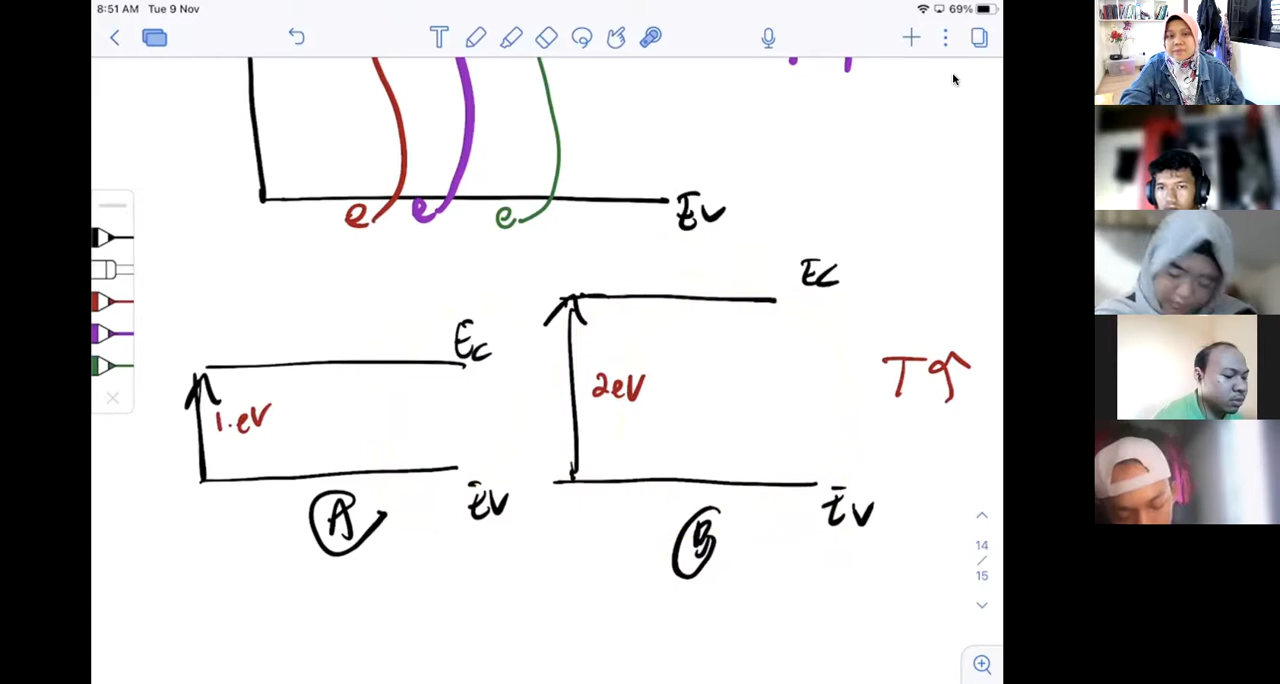 8:51 AM Tue 9 Nov
69%
T
e e e
Ev
Ec
Ec
T↑
2eV
1.eV
Ev
Ev
A
B
14
/
15